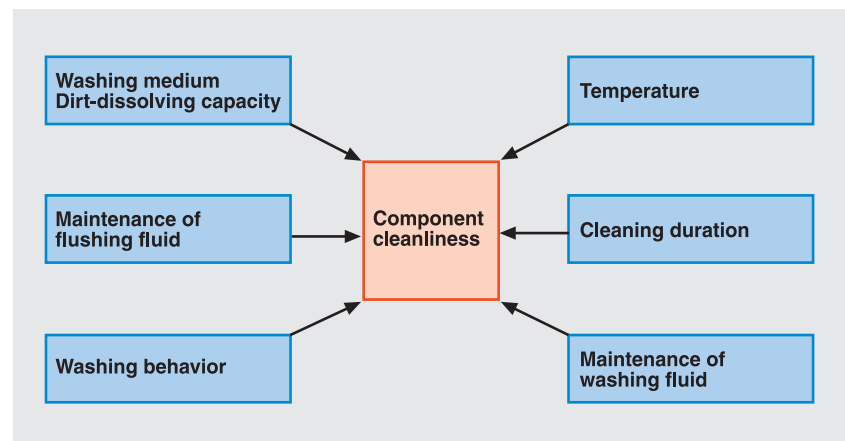 Washing medium
Dirt-dissolving capacity
Temperature
Maintenance of
flushing fluid
Component
cleanliness
Cleaning duration
Washing behavior
Maintenance of
washing fluid